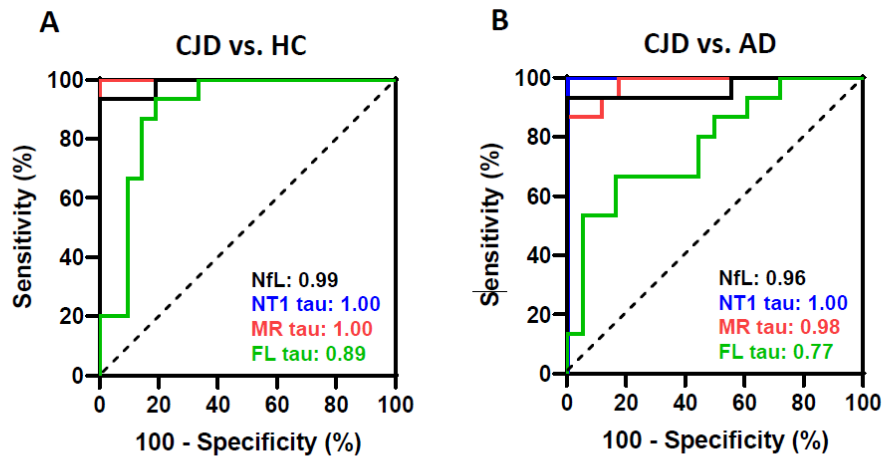 A
CJD vs. HC
Sensitivity (%)
100
80
60
40
20
0
NfL: 0.99
NT1 tau: 1.00
MR tau: 1.00
FL tau: 0.89
0 20 40 60 80 100
100 - Specificity (%)
B
CJD vs. AD
Sensitivity (%)
100
80
60
40
20
0
NfL: 0.96
NT1 tau: 1.00
MR tau: 0.98
FL tau: 0.77
0 20 40 60 80 100
100 - Specificity (%)